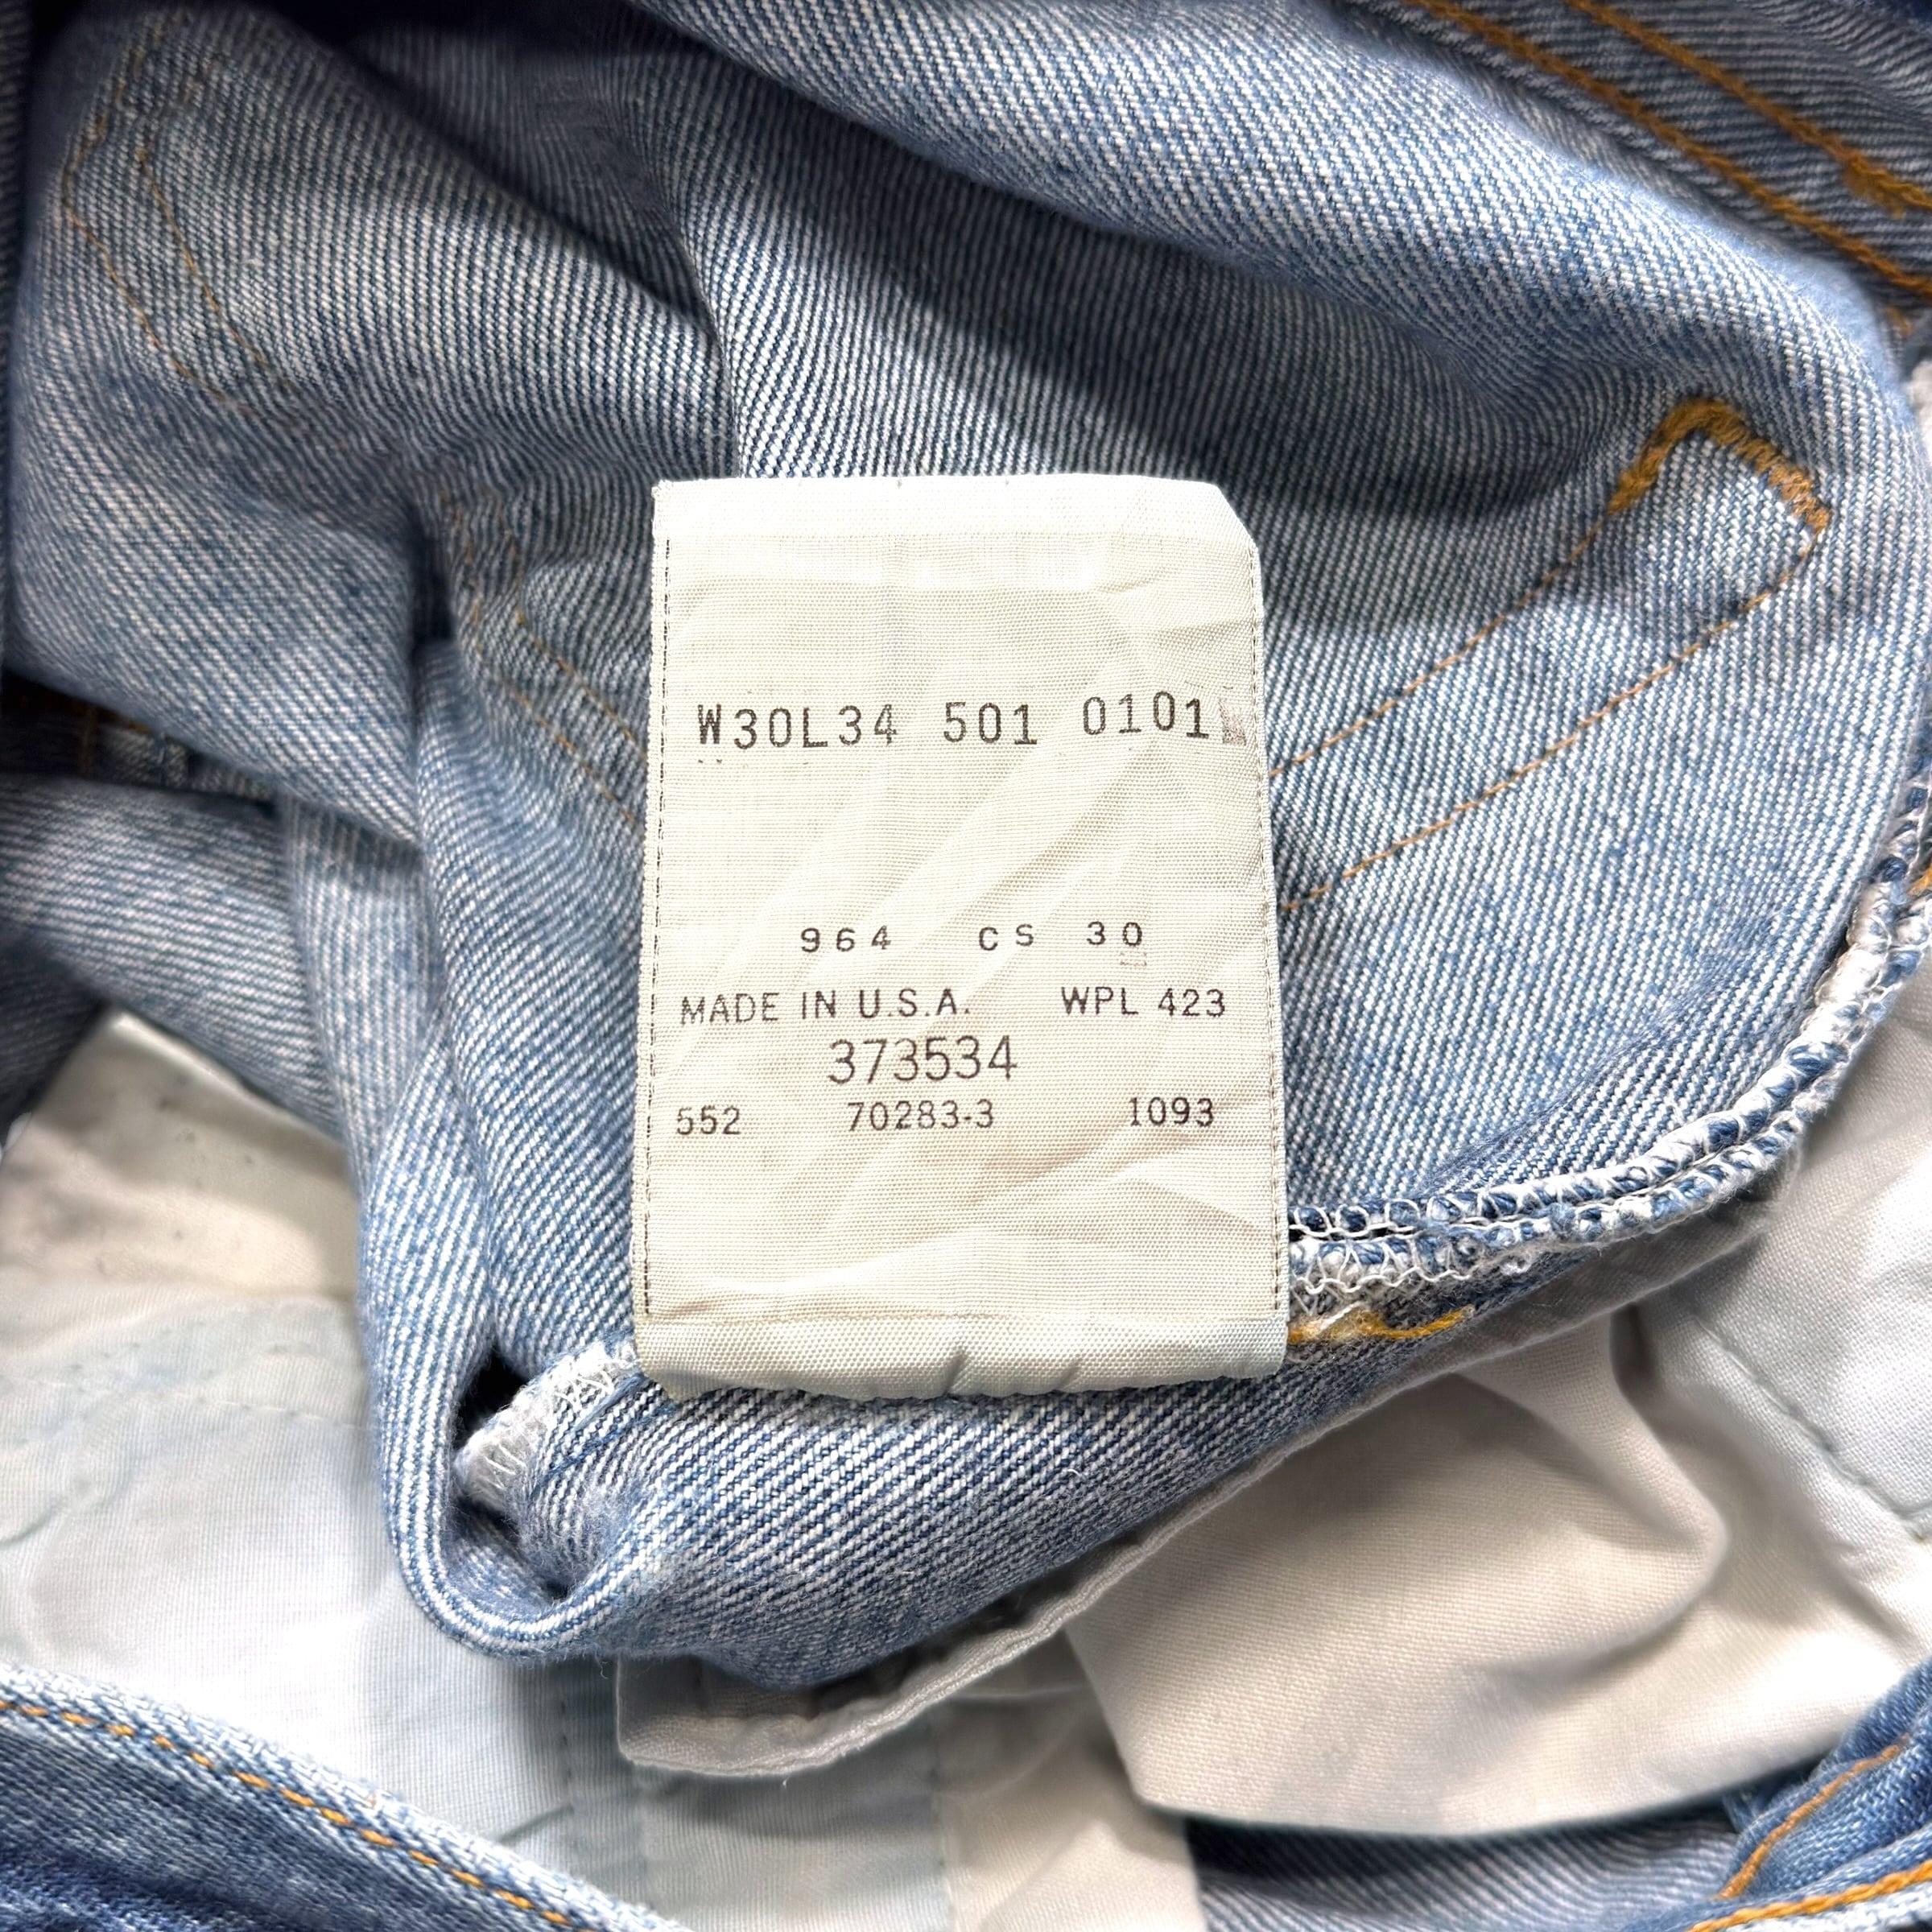 W30L34 501 0101
964 CS 30
MADE IN U.S.A. WPL 423
373534
552 70283-3 1093